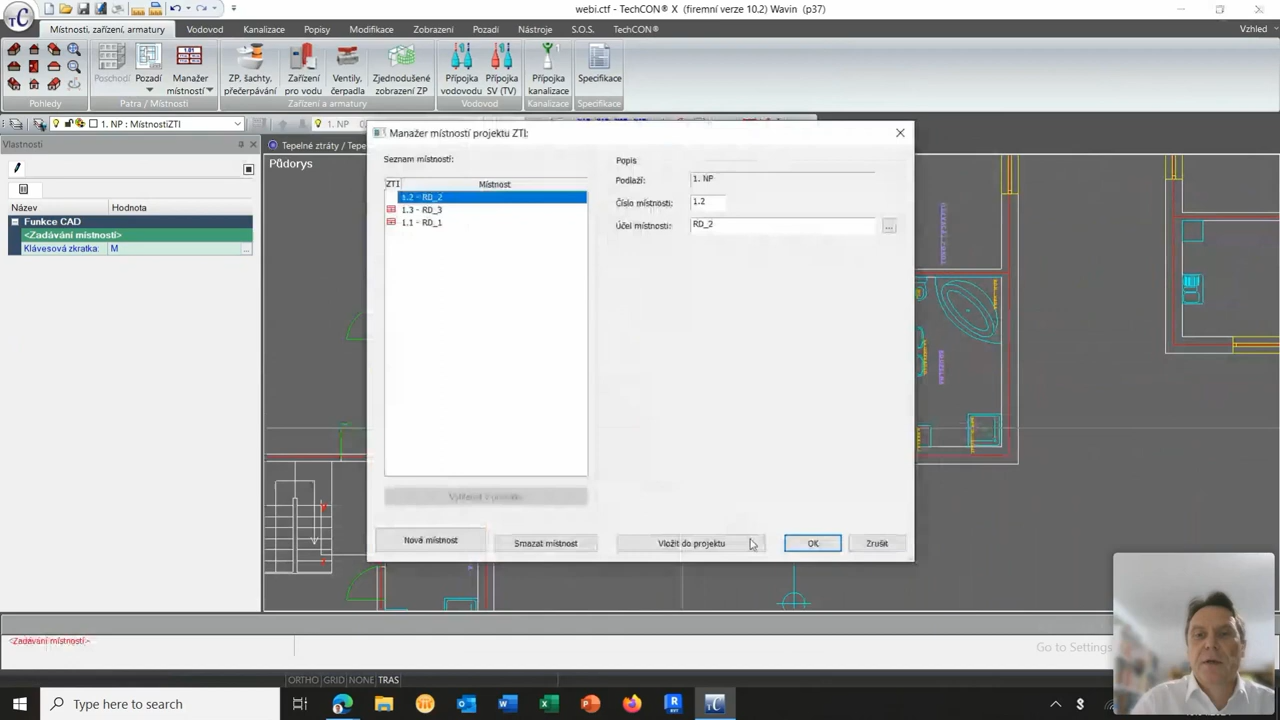 webi.ctf - TechCON® X (firemní verze 10.2) Wavin (p37)
Místnosti, zařízení, armatury
Vodovod
Kanalizace
Popisy
Modifikace
Zobrazení
Pozadí
Nástroje
S.O.S.
TechCON®
Vzhled
Poschodí
Pozadí
Manažer
místností
ZP, šachty,
přečerpávání
Zařízení
pro vodu
Ventily,
čerpadla
Zjednodušené
zobrazení ZP
Přípojka
vodovodu
Přípojka
SV (TV)
Přípojka
kanalizace
Specifikace
Pohledy
Patra / Místnosti
Zařízení a armatury
Vodovod
Kanalizace
Specifikace
1. NP : MístnostiZTI
1. NP
Vlastnosti
Název
Hodnota
Funkce CAD
<Zadávání místností>
Klávesová zkratka:
M
...
Tepelné ztráty /
Půdorys
Manažer místností projektu ZTI:
Seznam místností:
ZTI
Místnost
1.2 - RD_2
1.3 - RD_3
1.1 - RD_1
Popis
Podlaží:
1. NP
Číslo místnosti:
1.2
Účel místnosti:
RD_2
...
Nová místnost
Smazat místnost
Vložit do projektu
OK
Zrušit
<Zadávání místností>
Go to Settings
ORTHO
GRID
NONE
TRAS
Type here to search